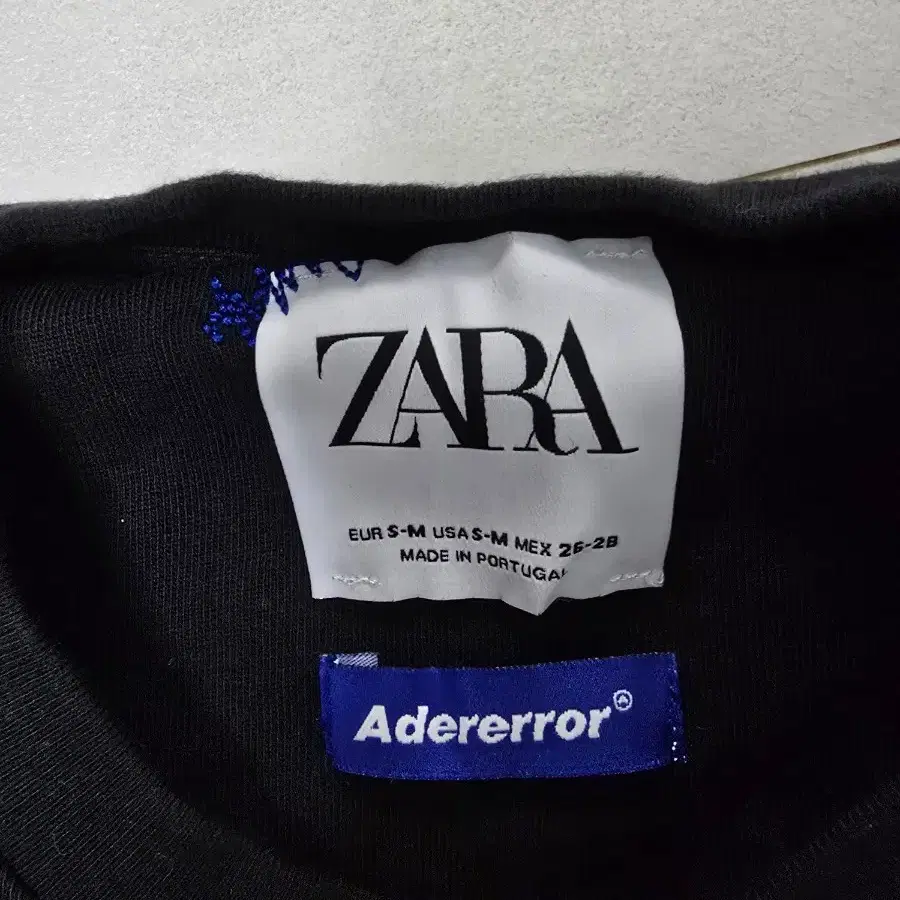 ZARA
EUR S-M USA S-M MEX 26-28
MADE IN PORTUGAL
Adererror